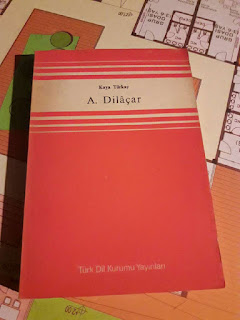 Kaya Türkay
A. Dilâçar
Türk Dil Kurumu Yayınları